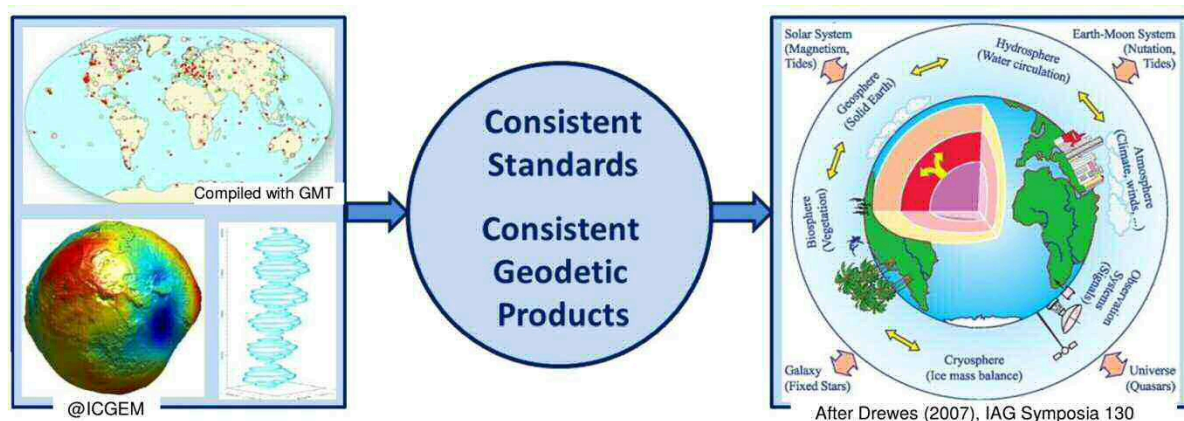 Compiled with GMT
@ICGEM
Consistent
Standards
Consistent
Geodetic
Products
Solar System
(Magnetism,
Tides)
Earth-Moon System
(Nutation,
Tides)
Hydrosphere
(Water circulation)
Geosphere
(Solid Earth)
Atmosphere
(Climate, winds, ...)
Biosphere
(Vegetation)
Observation
Systems
(Signals)
Cryosphere
(Ice mass balance)
Galaxy
(Fixed Stars)
Universe
(Quasars)
After Drewes (2007), IAG Symposia 130